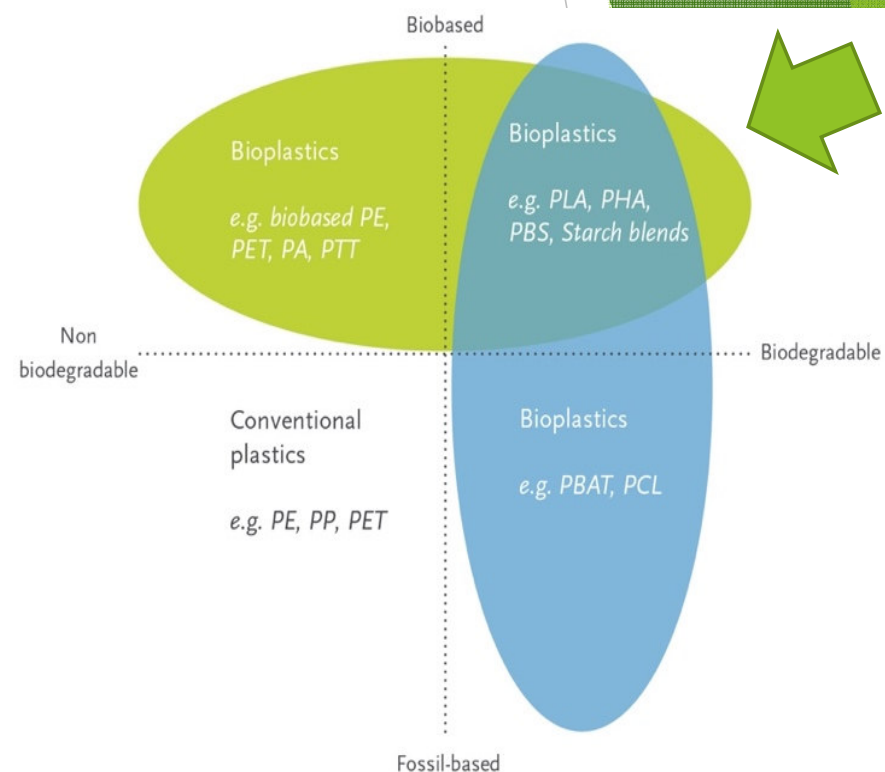 Biobased
Bioplastics
e.g. biobased PE,
PET, PA, PTT
Bioplastics
e.g. PLA, PHA,
PBS, Starch blends
Non
biodegradable
Biodegradable
Conventional
plastics
e.g. PE, PP, PET
Bioplastics
e.g. PBAT, PCL
Fossil-based